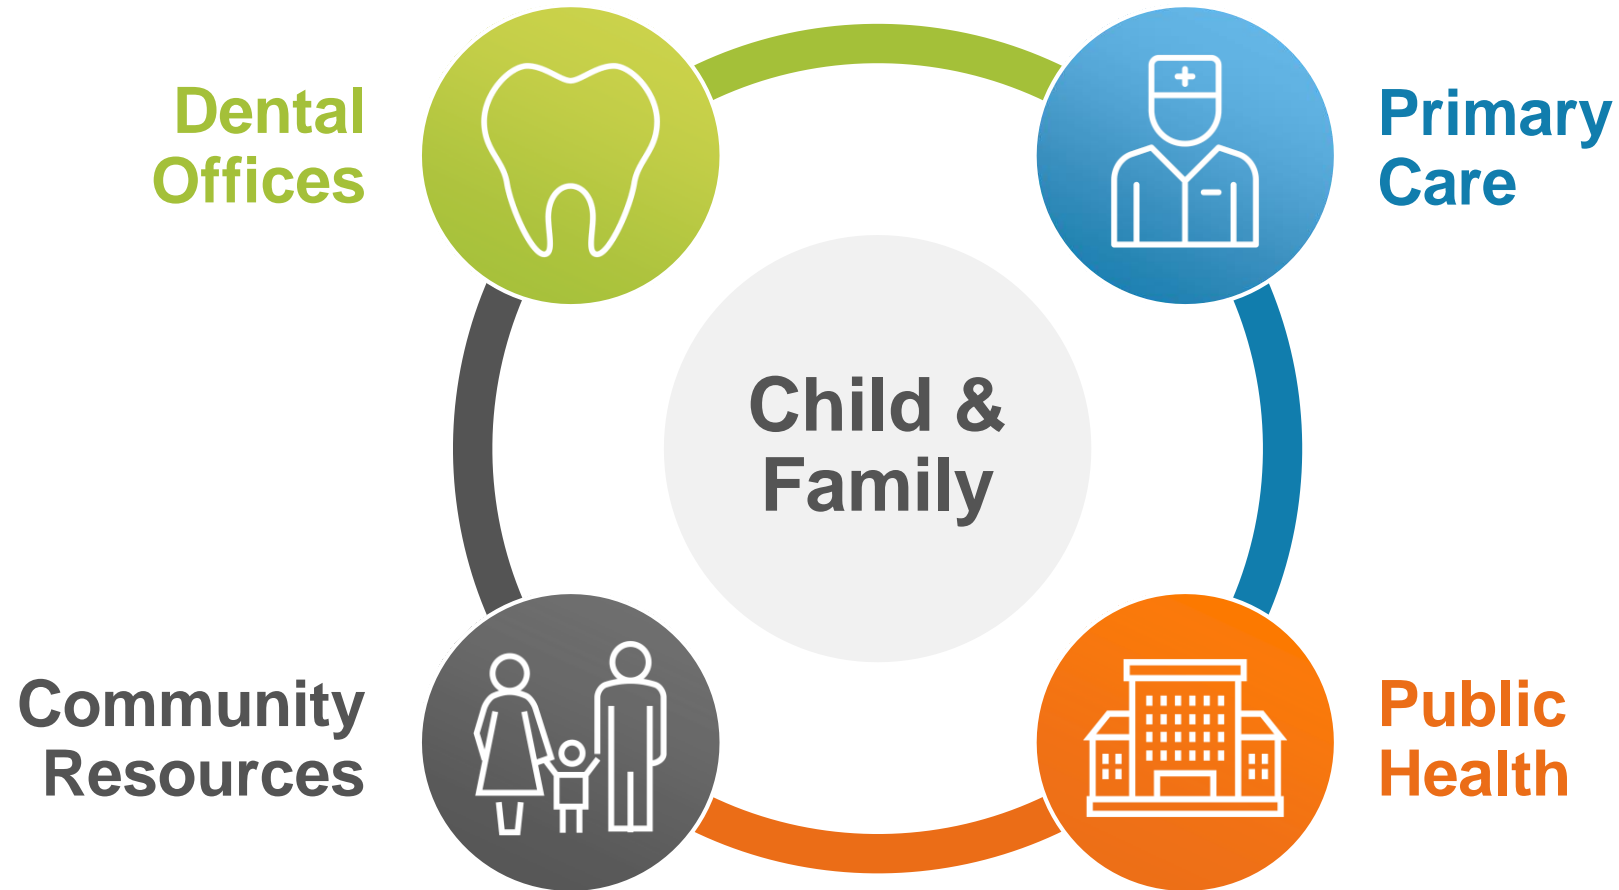 Dental
Offices
Primary
Care
Child &
Family
Community
Resources
Public
Health